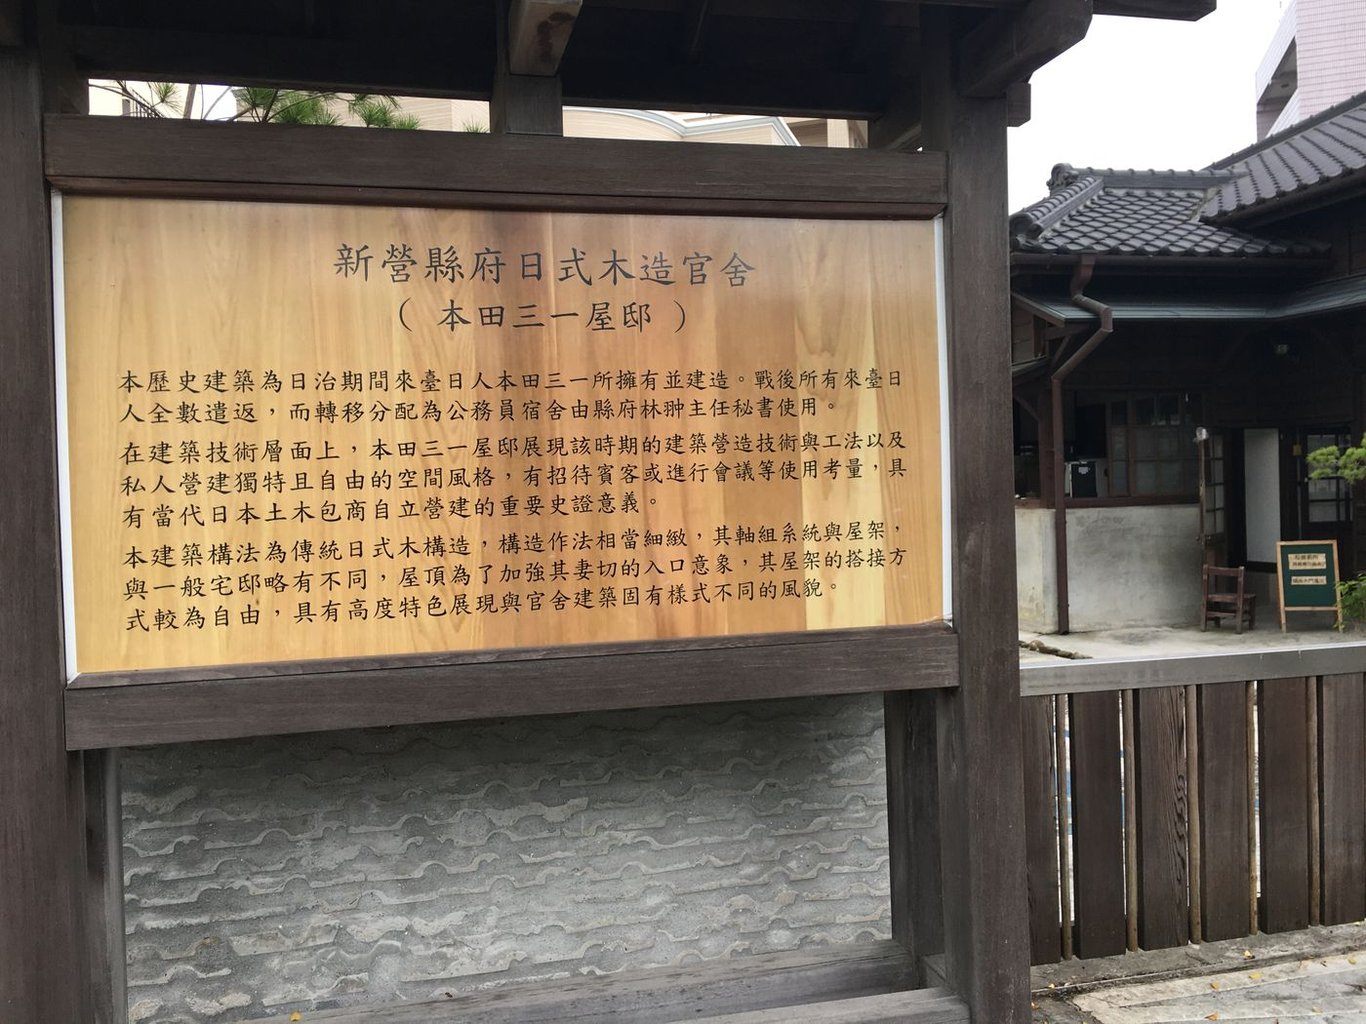 新營縣府日式木造官舍
（ 本田三一屋邸 ）
本歷史建築為日治期間來臺日人本田三一所擁有並建造。戰後所有來臺日
人全數遣返，而轉移分配為公務員宿舍由縣府林翀主任秘書使用。
在建築技術層面上，本田三一屋邸展現該時期的建築營造技術與工法以及
私人營建獨特且自由的空間風格，有招待賓客或進行會議等使用考量，具
有當代日本土木包商自立營建的重要史證意義。
本建築構法為傳統日式木構造，構造作法相當細緻，其軸組系統與屋架，
與一般宅邸略有不同，屋頂為了加強其妻切的入口意象，其屋架的搭接方
式較為自由，具有高度特色展現與官舍建築固有樣式不同的風貌。